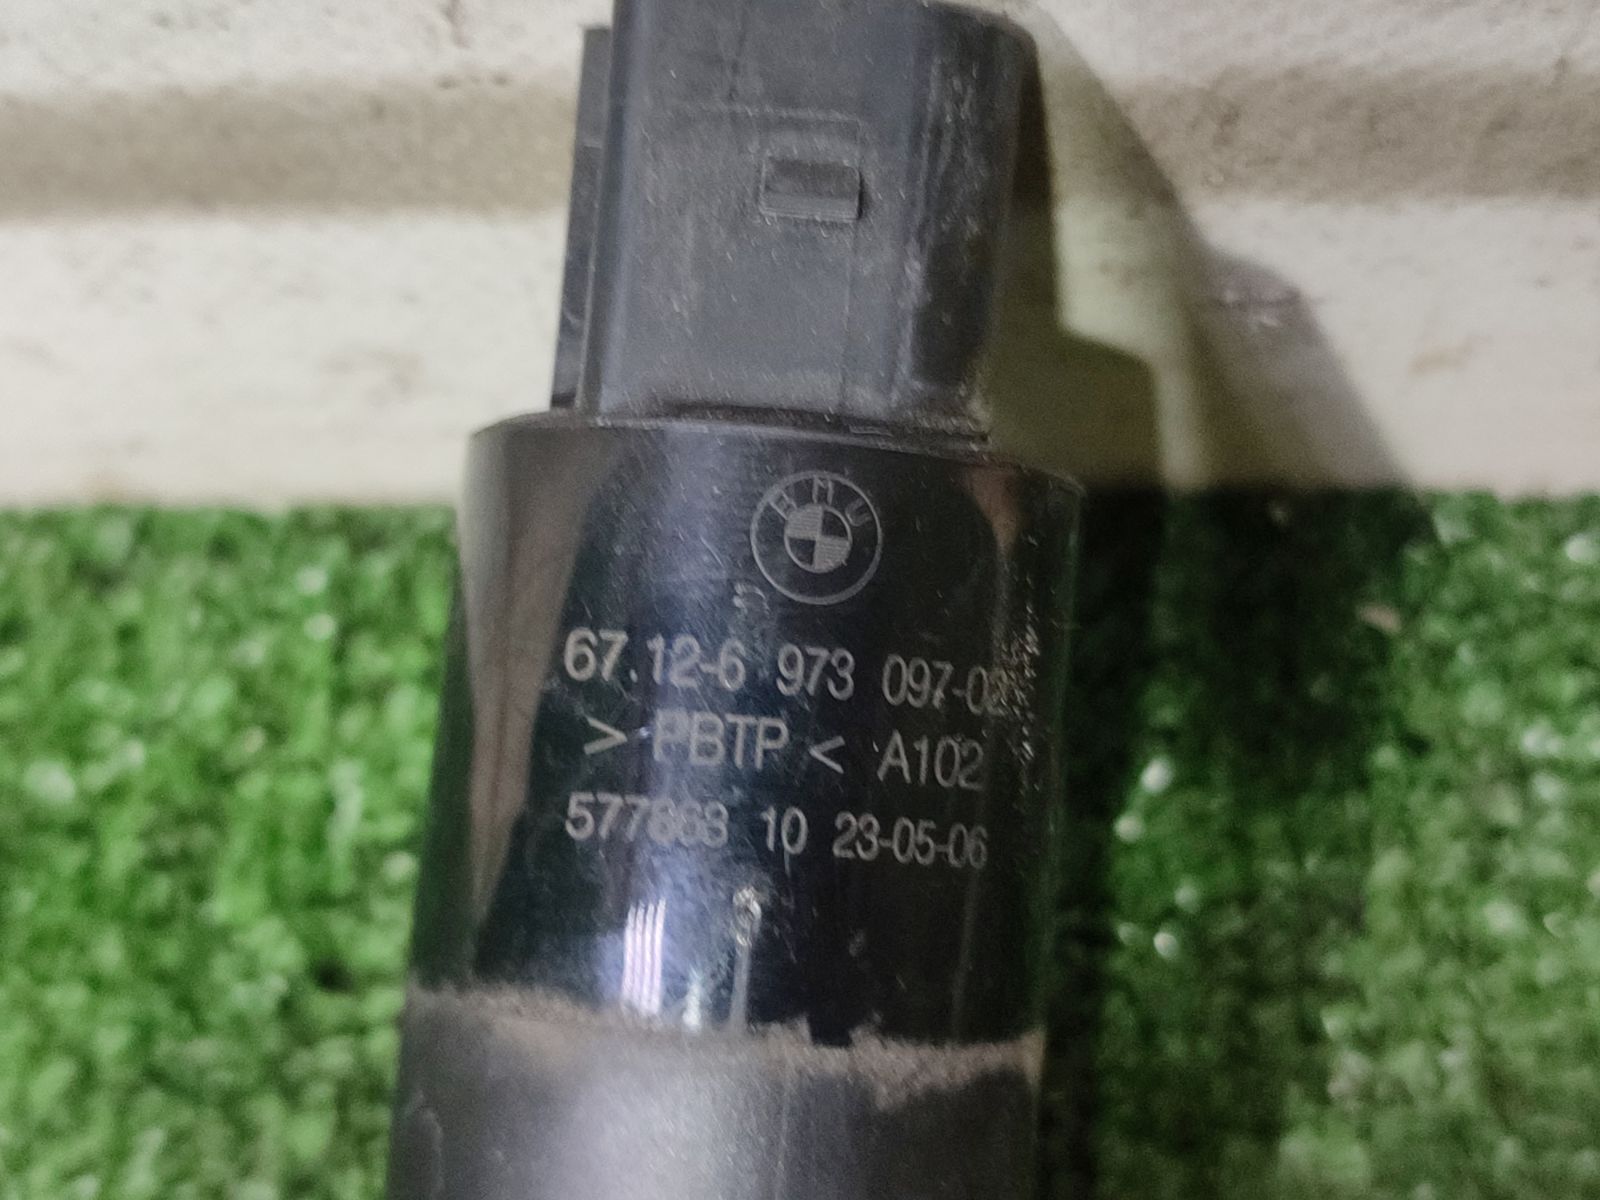 BMW
67.12-6 973 097-02
> PBTP < A102
577663 10 23-05-06